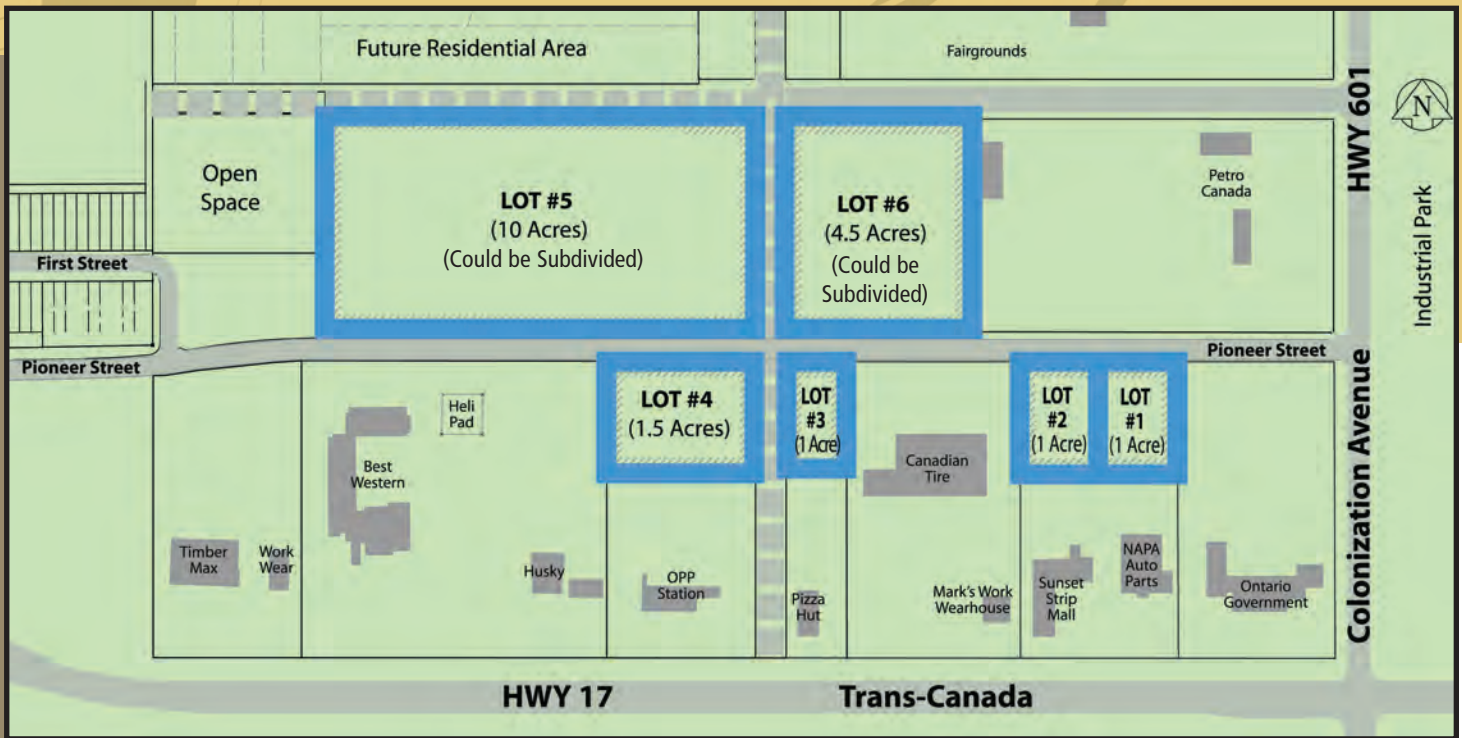 Future Residential Area
Fairgrounds
HWY 601
N
Open
Space
LOT #5
(10 Acres)
(Could be Subdivided)
LOT #6
(4.5 Acres)
(Could be
Subdivided)
Petro
Canada
Industrial Park
First Street
Pioneer Street
Pioneer Street
Heli
Pad
LOT #4
(1.5 Acres)
LOT
#3
(1 Acre)
LOT
#2
(1 Acre)
LOT
#1
(1 Acre)
Colonization Avenue
Best
Western
Canadian
Tire
Timber
Max
Work
Wear
Husky
OPP
Station
Pizza
Hut
Mark's Work
Wearhouse
Sunset
Strip
Mall
NAPA
Auto
Parts
Ontario
Government
HWY 17
Trans-Canada